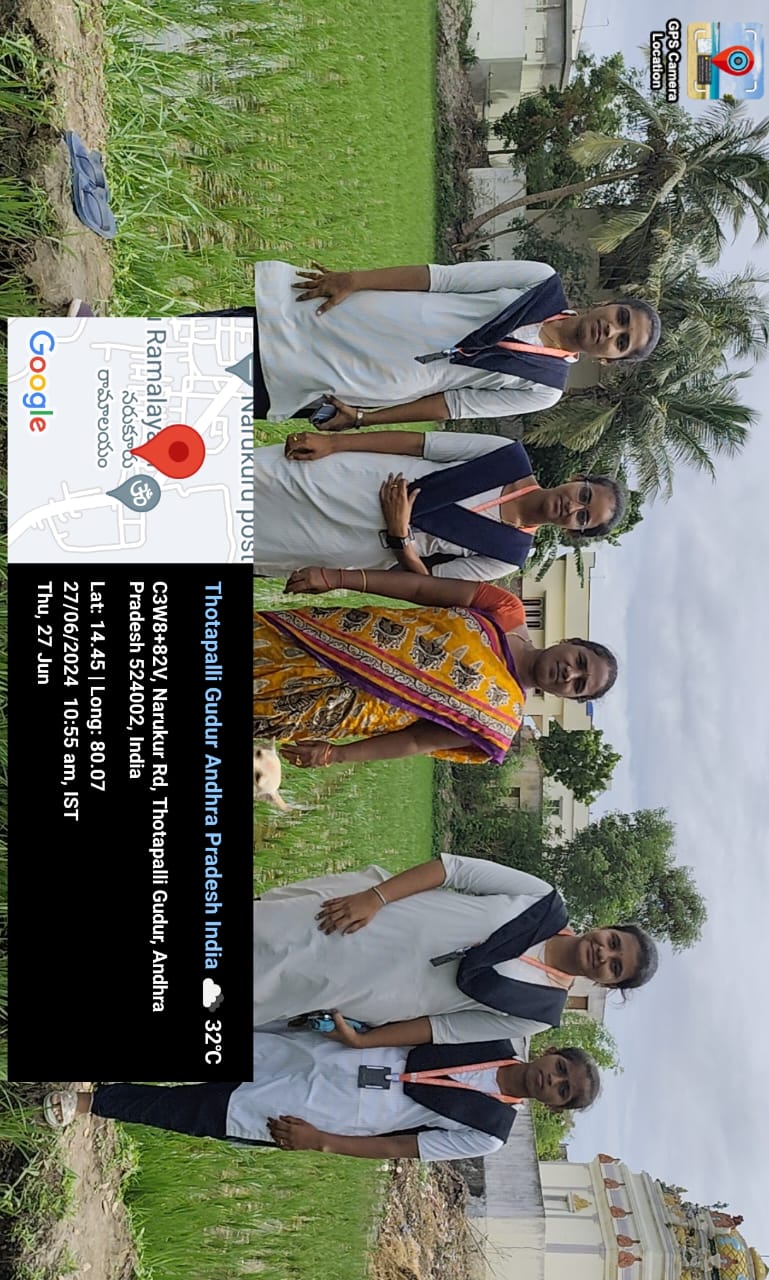 GPS Camera
Location
Narukuru post
Ramalaya
నరుకూరు
రామాలయం
Google
Thotapalli Gudur Andhra Pradesh India 32°C
C3W8+82V, Narukur Rd, Thotapalli Gudur, Andhra
Pradesh 524002, India
Lat: 14.45 | Long: 80.07
27/06/2024 10:55 am, IST
Thu, 27 Jun